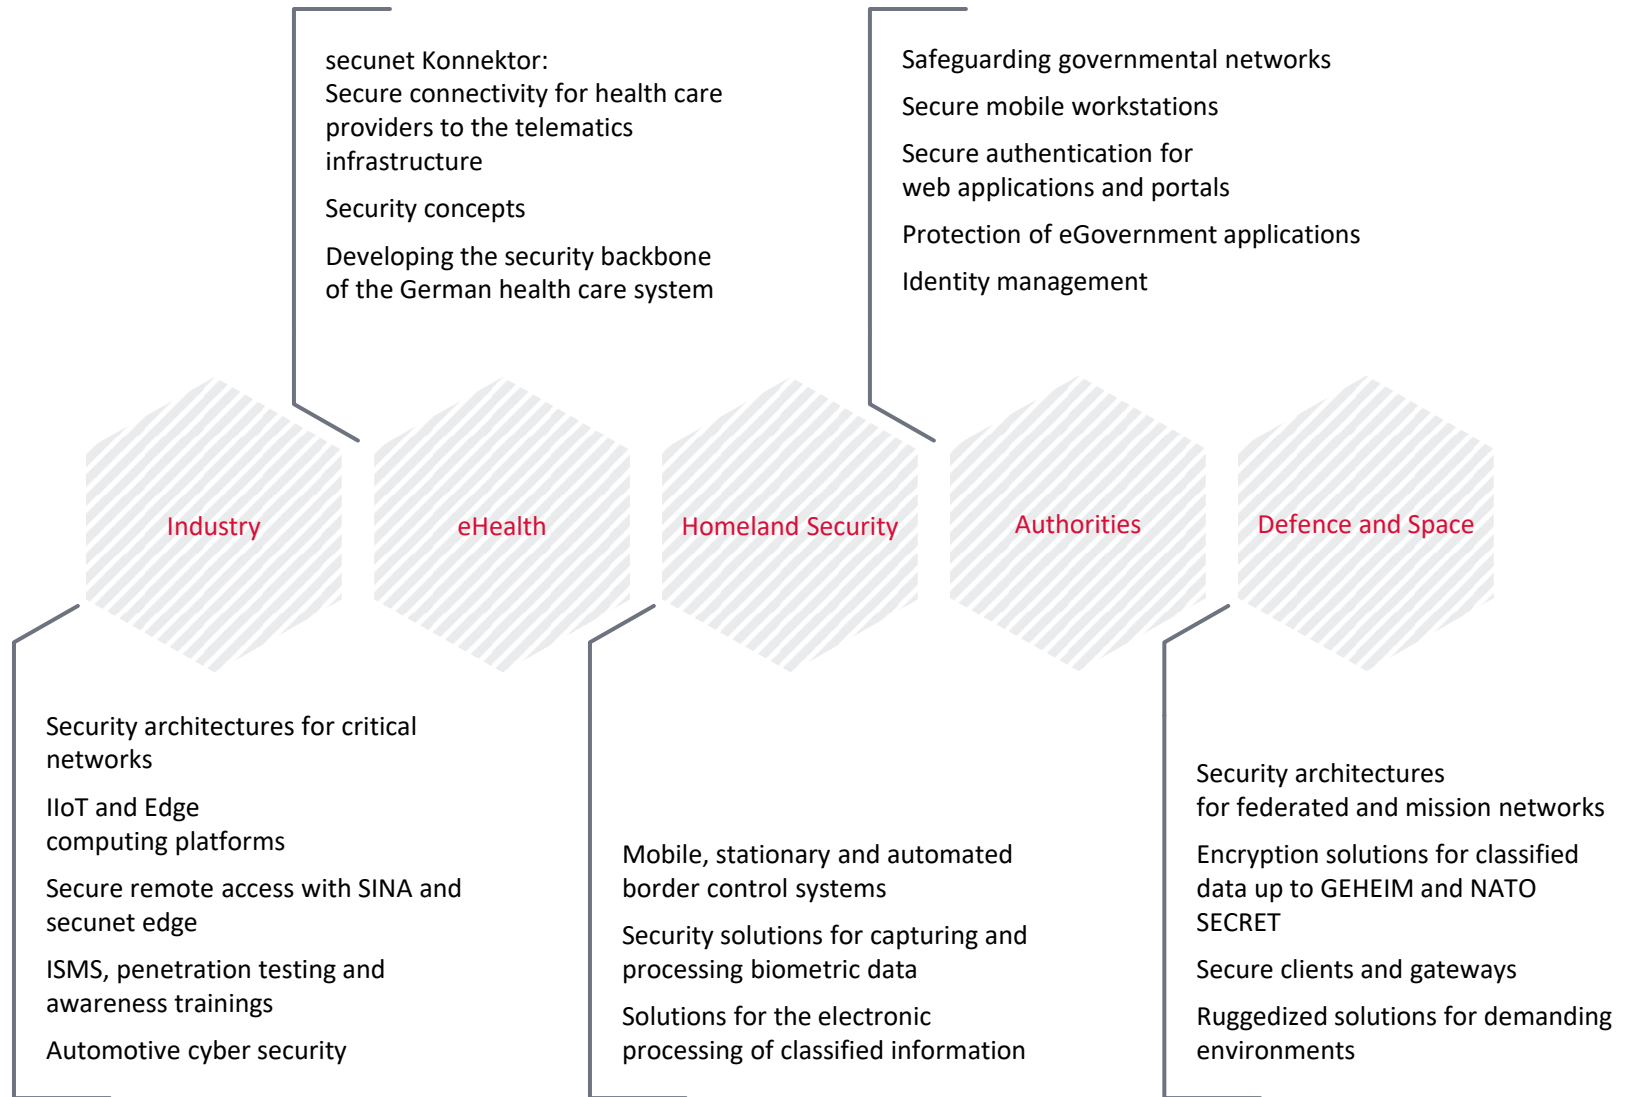 secunet Konnektor:
Secure connectivity for health care
providers to the telematics
infrastructure
Security concepts
Developing the security backbone
of the German health care system
Safeguarding governmental networks
Secure mobile workstations
Secure authentication for
web applications and portals
Protection of eGovernment applications
Identity management
Industry
eHealth
Homeland Security
Authorities
Defence and Space
Security architectures for critical
networks
IIoT and Edge
computing platforms
Secure remote access with SINA and
secunet edge
ISMS, penetration testing and
awareness trainings
Automotive cyber security
Mobile, stationary and automated
border control systems
Security solutions for capturing and
processing biometric data
Solutions for the electronic
processing of classified information
Security architectures
for federated and mission networks
Encryption solutions for classified
data up to GEHEIM and NATO
SECRET
Secure clients and gateways
Ruggedized solutions for demanding
environments